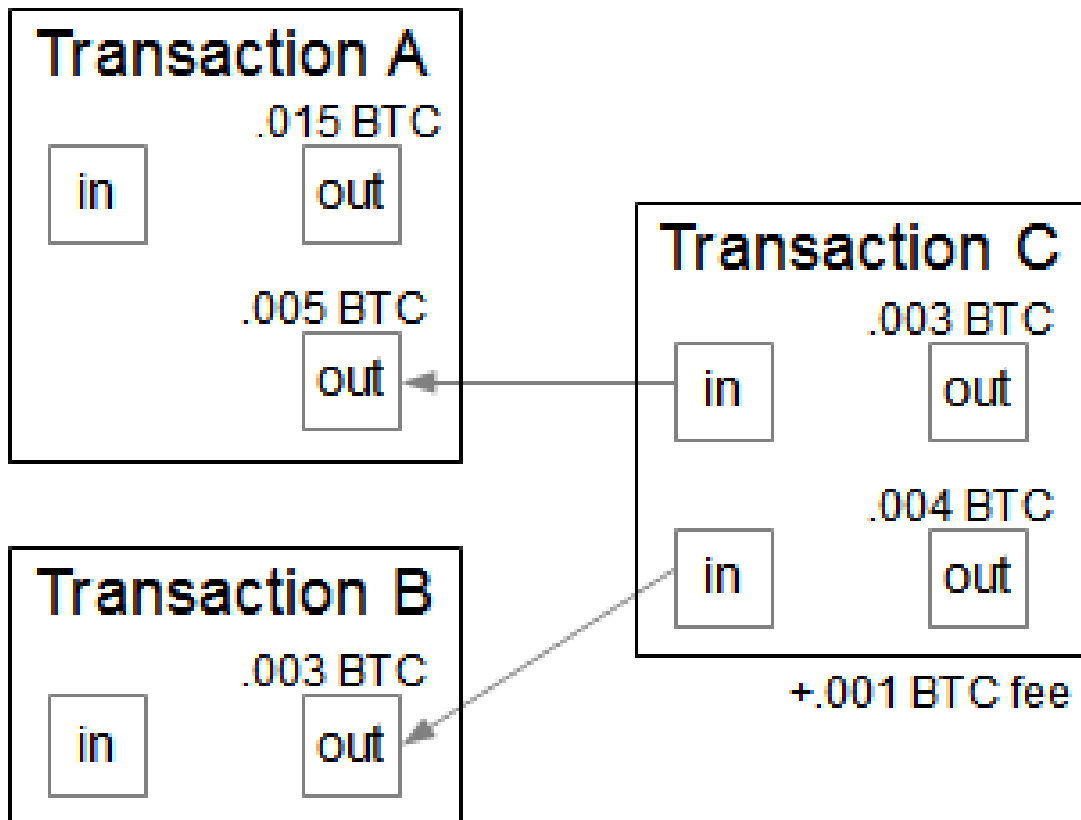 Transaction A
.015 BTC
in
out
.005 BTC
out
Transaction B
.003 BTC
in
out
Transaction C
.003 BTC
in
out
.004 BTC
in
out
+.001 BTC fee